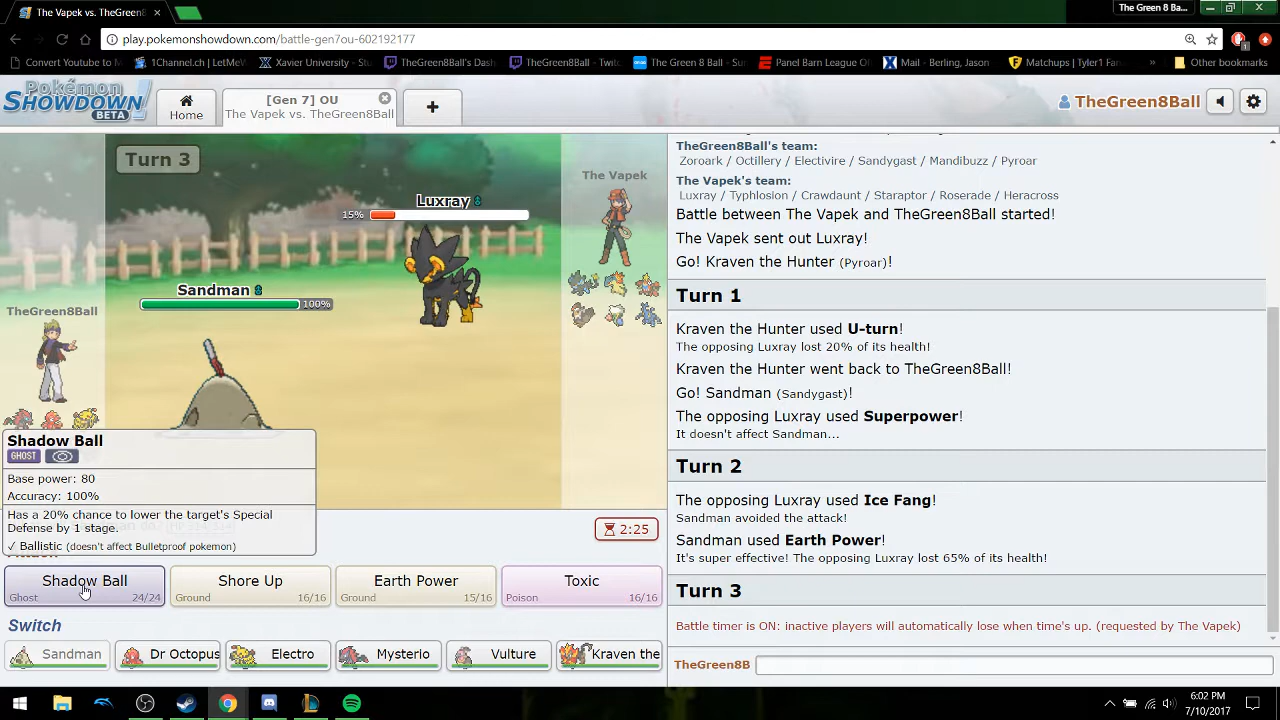 The Vapek vs. TheGreen8
The Green 8 Ba...
play.pokemonshowdown.com/battle-gen7ou-602192177
Convert Youtube to M
1Channel.ch | LetMeW
Xavier University - Stu
TheGreen8Ball's Dash
TheGreen8Ball - Twitc
The Green 8 Ball - Sur
Panel Barn League Of
Mail - Berling, Jason
Matchups | Tyler1 Fan
Other bookmarks
Pokémon
SHOWDOWN!
BETA
Home
[Gen 7] OU
The Vapek vs. TheGreen8Ball
TheGreen8Ball
Turn 3
The Vapek
Luxray
15%
Sandman
100%
TheGreen8Ball
Shadow Ball
GHOST
Base power: 80
Accuracy: 100%
Has a 20% chance to lower the target's Special
Defense by 1 stage.
✓ Ballistic (doesn't affect Bulletproof pokemon)
2:25
Shadow Ball
Ghost 24/24
Shore Up
Ground 16/16
Earth Power
Ground 15/16
Toxic
Poison 16/16
Switch
Sandman
Dr Octopus
Electro
Mysterio
Vulture
Kraven the
TheGreen8Ball's team:
Zoroark / Octillery / Electivire / Sandygast / Mandibuzz / Pyroar
The Vapek's team:
Luxray / Typhlosion / Crawdaunt / Staraptor / Roserade / Heracross
Battle between The Vapek and TheGreen8Ball started!
The Vapek sent out Luxray!
Go! Kraven the Hunter (Pyroar)!
Turn 1
Kraven the Hunter used U-turn!
The opposing Luxray lost 20% of its health!
Kraven the Hunter went back to TheGreen8Ball!
Go! Sandman (Sandygast)!
The opposing Luxray used Superpower!
It doesn't affect Sandman...
Turn 2
The opposing Luxray used Ice Fang!
Sandman avoided the attack!
Sandman used Earth Power!
It's super effective! The opposing Luxray lost 65% of its health!
Turn 3
Battle timer is ON: inactive players will automatically lose when time's up. (requested by The Vapek)
TheGreen8B
6:02 PM
7/10/2017